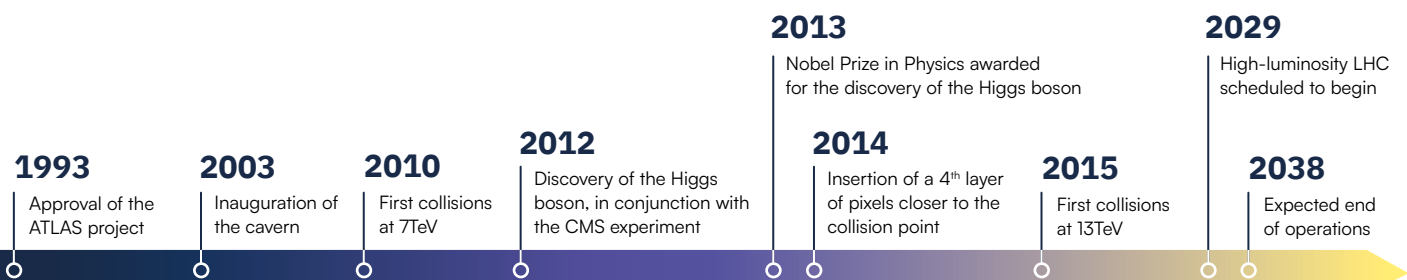 1993
Approval of the
ATLAS project
2003
Inauguration of
the cavern
2010
First collisions
at 7TeV
2012
Discovery of the Higgs
boson, in conjunction with
the CMS experiment
2013
Nobel Prize in Physics awarded
for the discovery of the Higgs boson
2014
Insertion of a 4th layer
of pixels closer to the
collision point
2015
First collisions
at 13TeV
2029
High-luminosity LHC
scheduled to begin
2038
Expected end
of operations